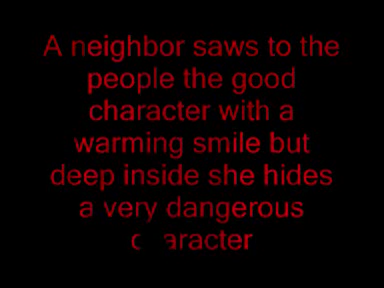 A neighbor saws to the
people the good
character with a
warming smile but
deep inside she hides
a very dangerous